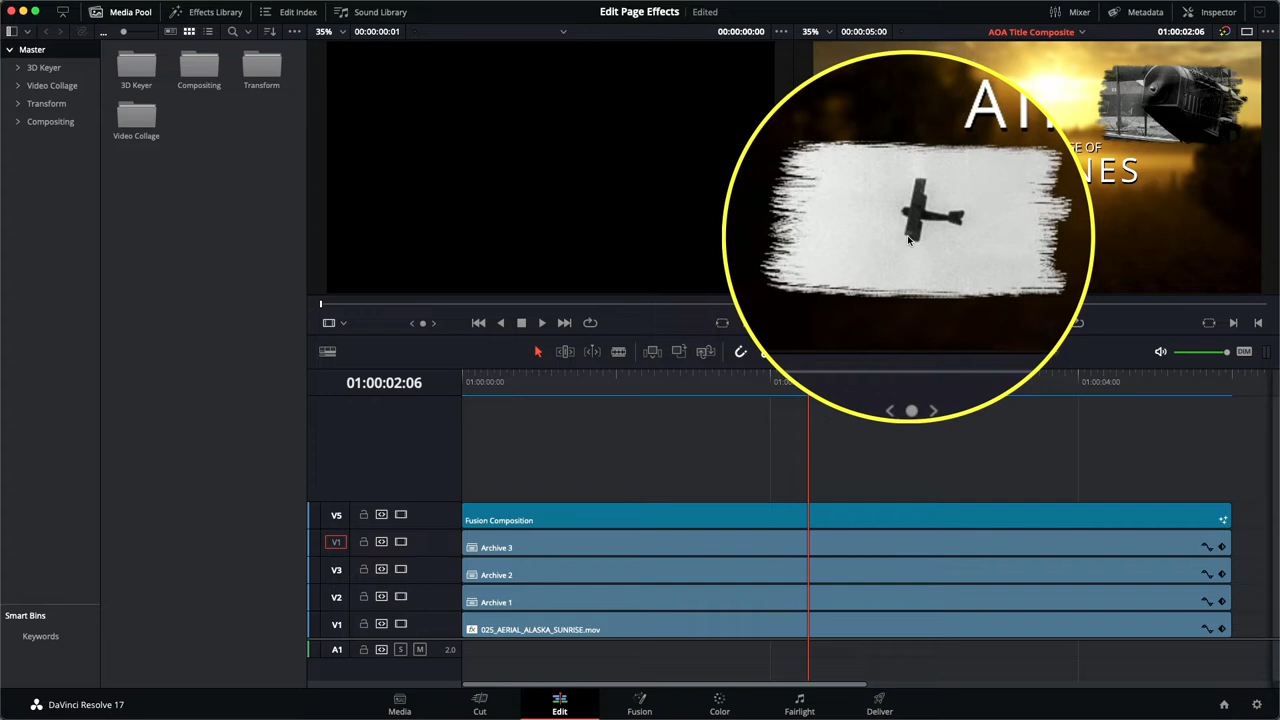 Media Pool
Effects Library
Edit Index
Sound Library
Edit Page Effects
Edited
Mixer
Metadata
Inspector
...
35%
00:00:00:01
00:00:00:00
35%
00:00:05:00
AOA Title Composite
01:00:02:06
Master
3D Keyer
Video Collage
Transform
Compositing
3D Keyer
Compositing
Transform
Video Collage
GE OF
NES
DIM
01:00:02:06
01:00:00:00
01:00:04:00
V5
Fusion Composition
V1
Archive 3
V3
Archive 2
V2
Archive 1
V1
025_AERIAL_ALASKA_SUNRISE.mov
A1
S
M
2.0
Smart Bins
Keywords
DaVinci Resolve 17
Media
Cut
Edit
Fusion
Color
Fairlight
Deliver